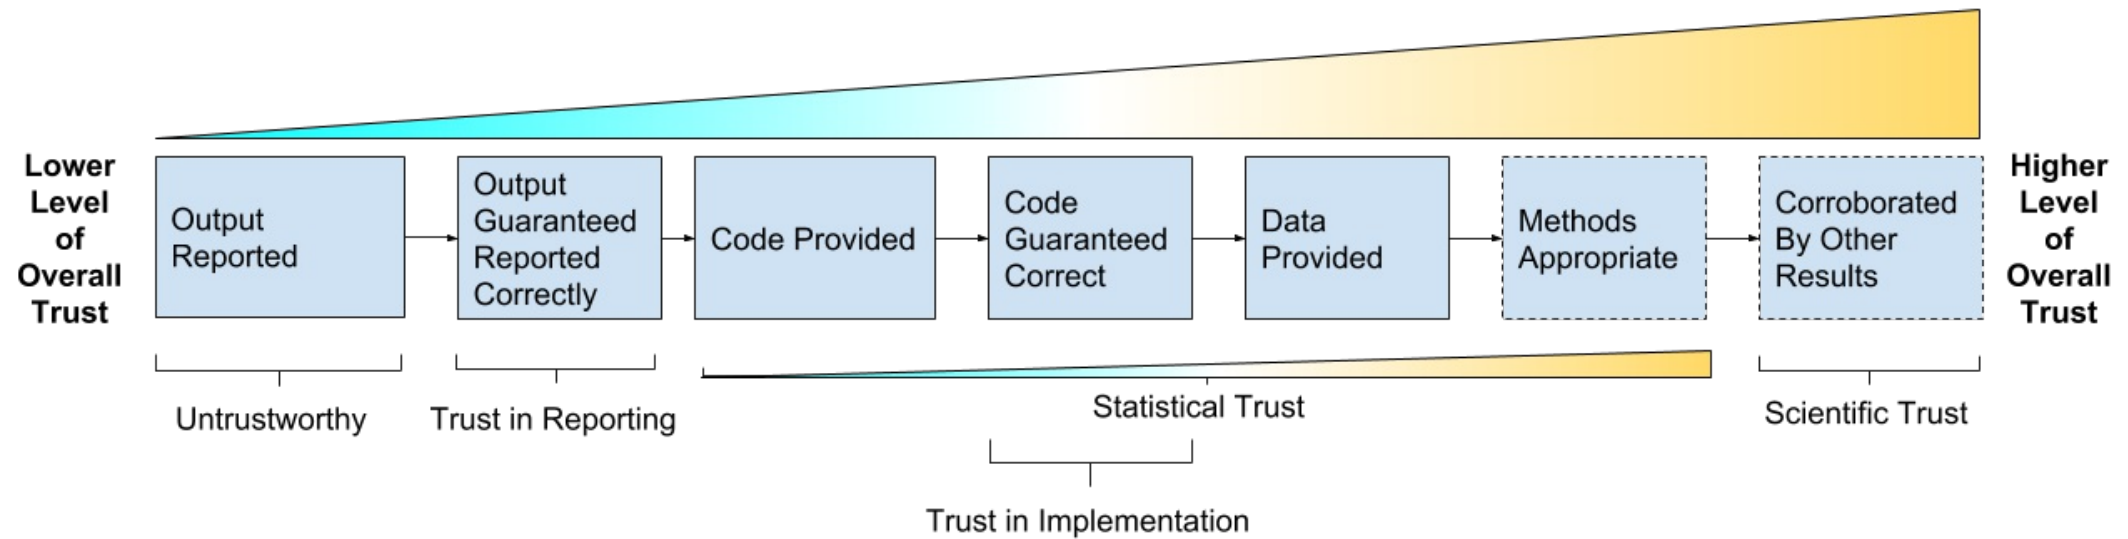 Lower
Level
of
Overall
Trust
Output
Reported
Output
Guaranteed
Reported
Correctly
Code Provided
Code
Guaranteed
Correct
Data
Provided
Methods
Appropriate
Corroborated
By Other
Results
Higher
Level
of
Overall
Trust
Untrustworthy
Trust in Reporting
Statistical Trust
Scientific Trust
Trust in Implementation